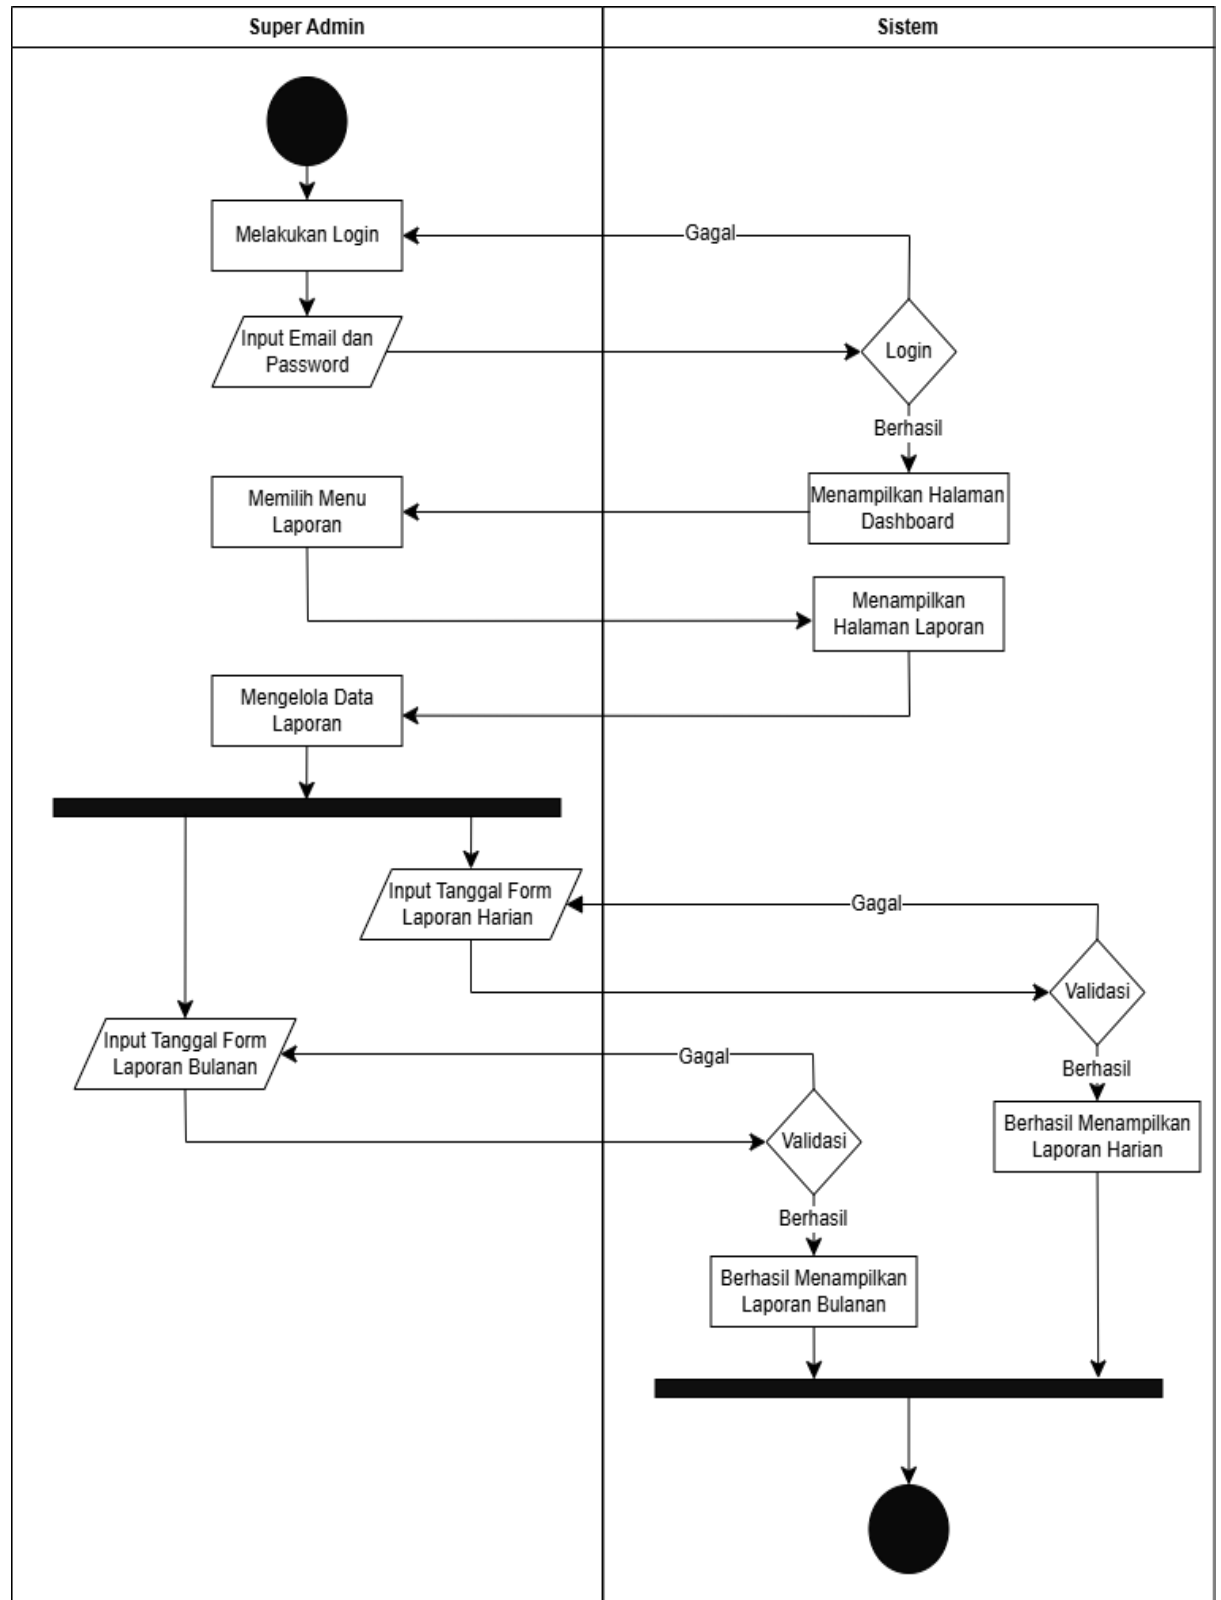 Super Admin
Sistem
Melakukan Login
Gagal
Input Email dan
Password
Login
Berhasil
Memilih Menu
Laporan
Menampilkan Halaman
Dashboard
Menampilkan
Halaman Laporan
Mengelola Data
Laporan
Input Tanggal Form
Laporan Harian
Gagal
Validasi
Input Tanggal Form
Laporan Bulanan
Gagal
Berhasil
Validasi
Berhasil Menampilkan
Laporan Harian
Berhasil
Berhasil Menampilkan
Laporan Bulanan